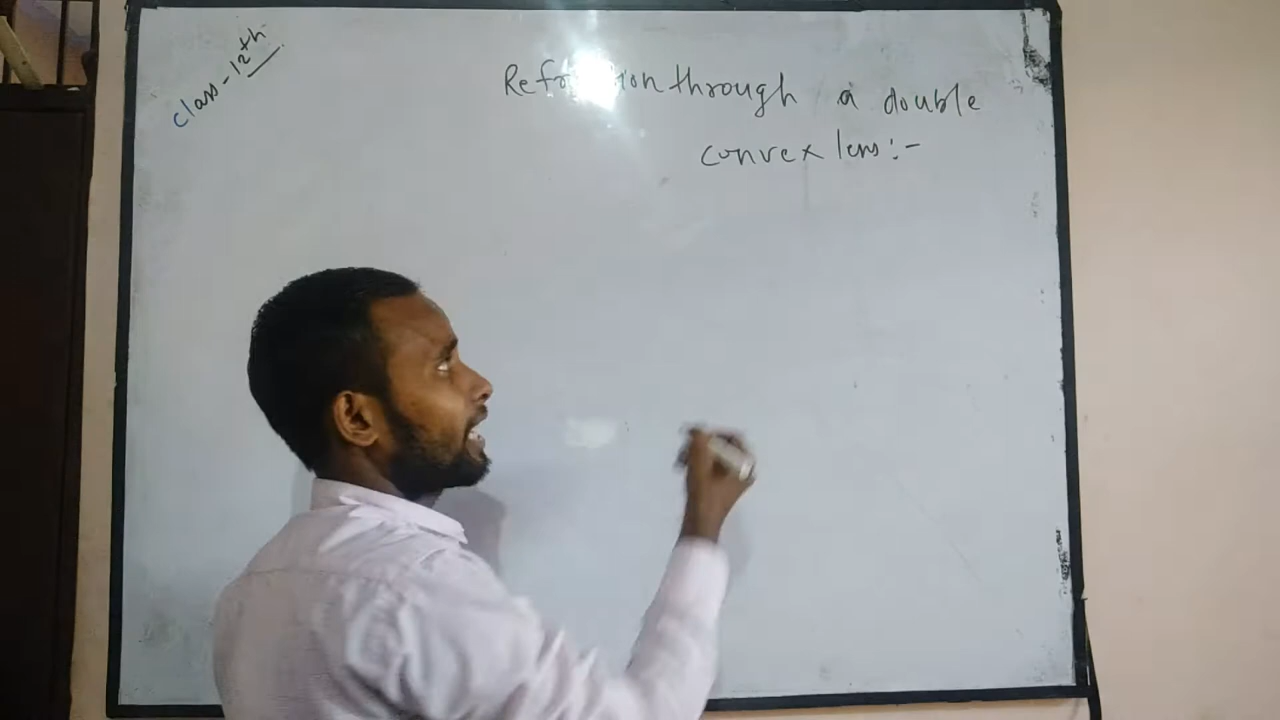 class-12th
Refraction through a double
convex lens:-